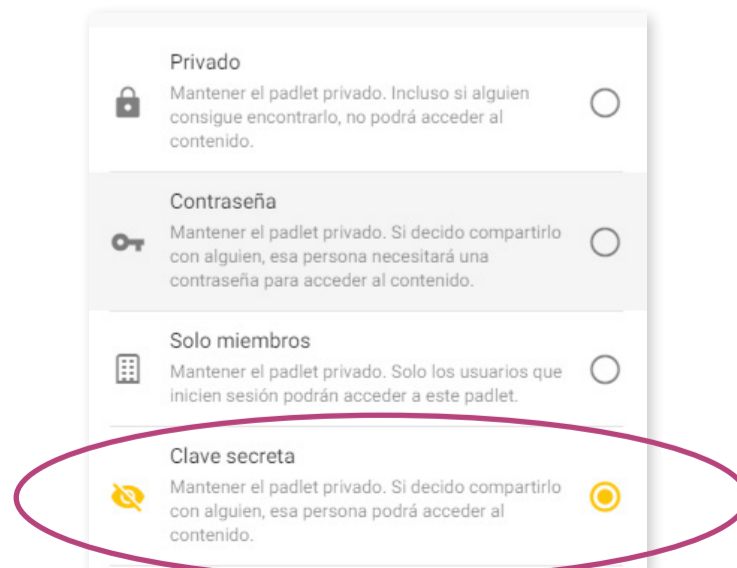 Privado
Mantener el padlet privado. Incluso si alguien
consigue encontrarlo, no podrá acceder al
contenido.
Contraseña
Mantener el padlet privado. Si decido compartirlo
con alguien, esa persona necesitará una
contraseña para acceder al contenido.
Solo miembros
Mantener el padlet privado. Solo los usuarios que
inicien sesión podrán acceder a este padlet.
Clave secreta
Mantener el padlet privado. Si decido compartirlo
con alguien, esa persona podrá acceder al
contenido.